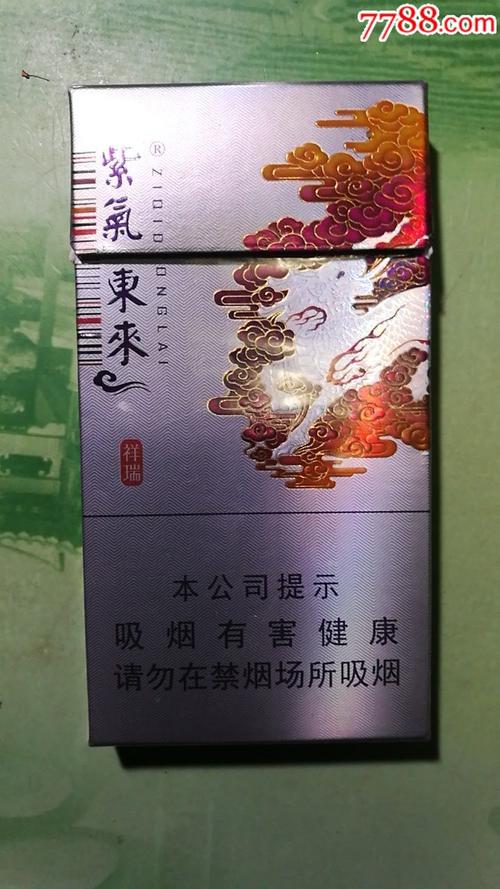 7788.com
紫氣東來
®
ZIQIDONGLAI
祥瑞
本公司提示
吸烟有害健康
请勿在禁烟场所吸烟